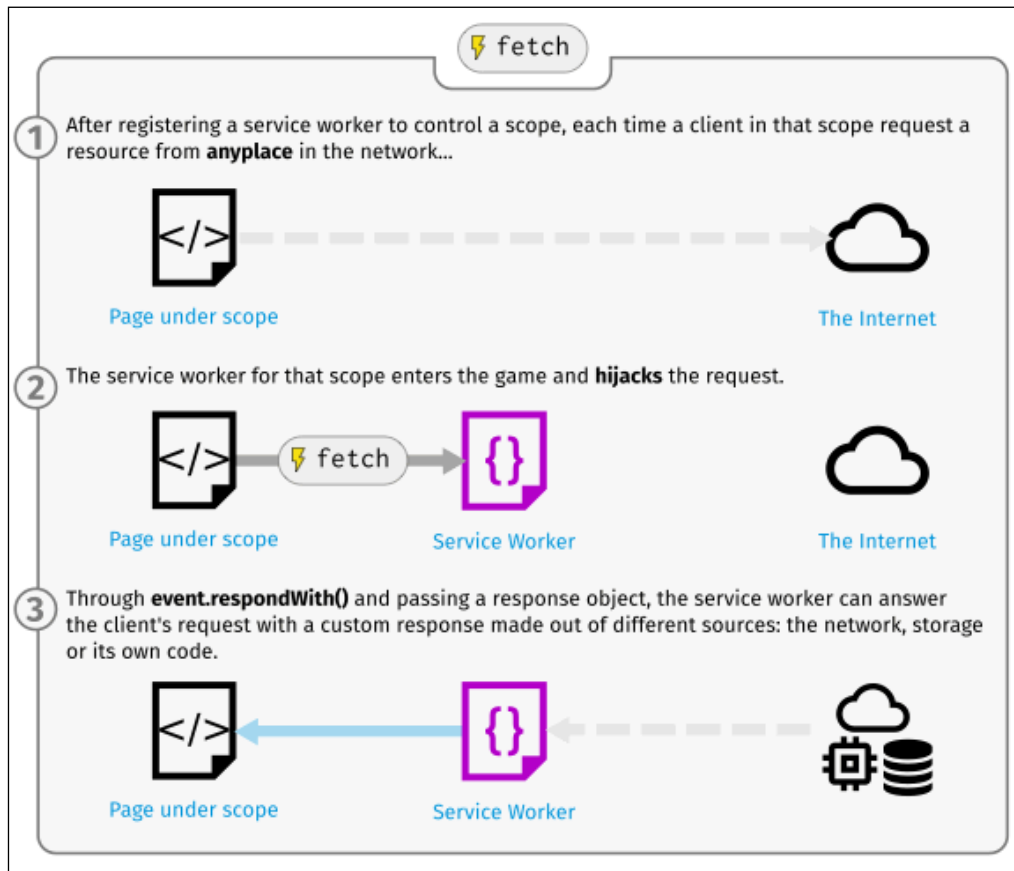 fetch
1
After registering a service worker to control a scope, each time a client in that scope request a
resource from anyplace in the network...
</>
Page under scope
The Internet
2
The service worker for that scope enters the game and hijacks the request.
</>
fetch
{}
Page under scope
Service Worker
The Internet
3
Through event.respondWith() and passing a response object, the service worker can answer
the client's request with a custom response made out of different sources: the network, storage
or its own code.
</>
{}
Page under scope
Service Worker